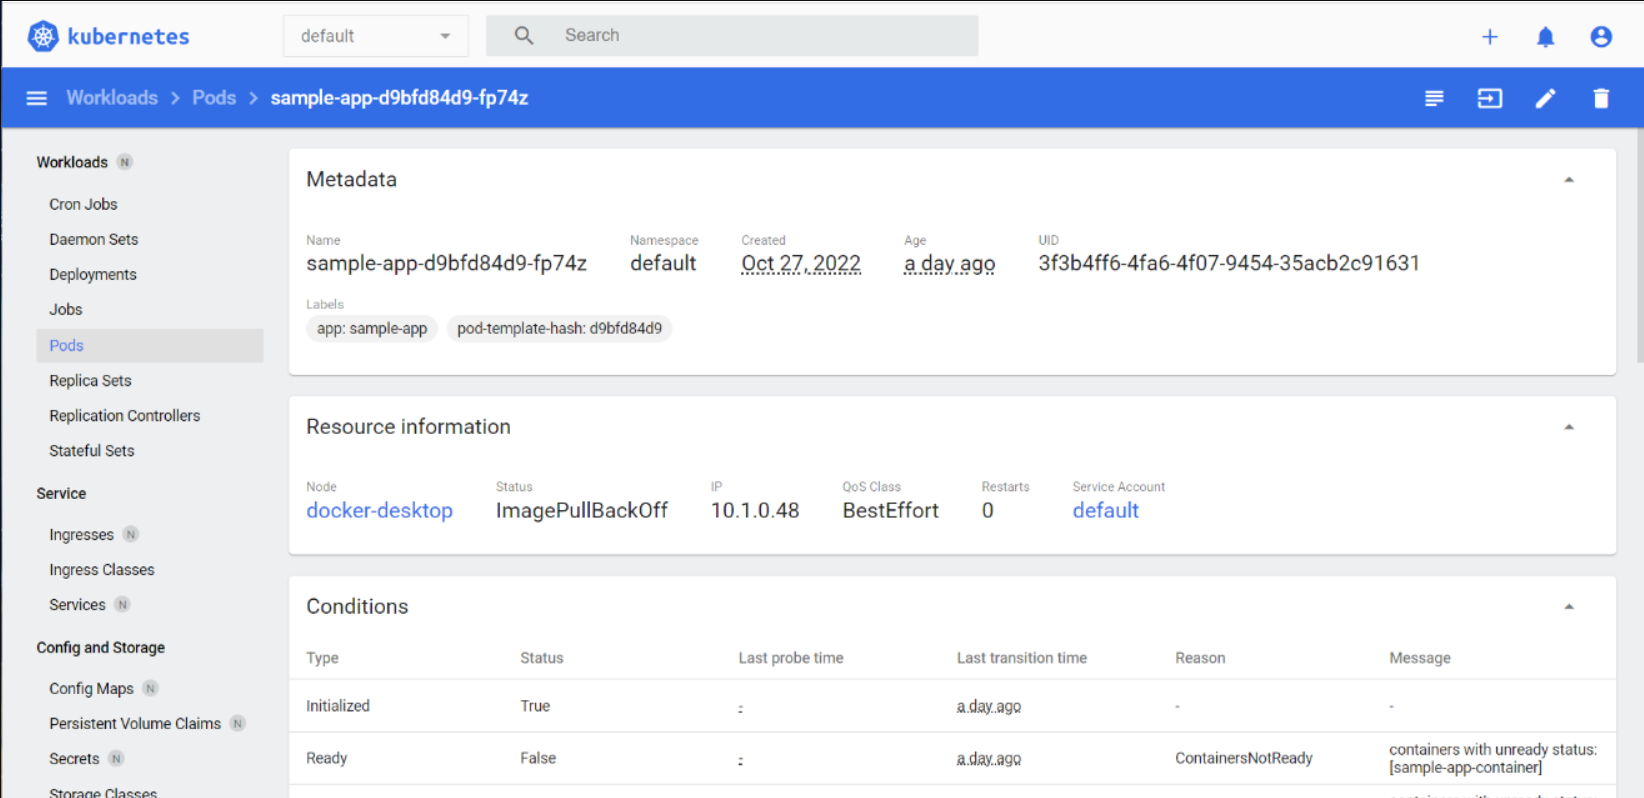 kubernetes
default
Search
Workloads > Pods > sample-app-d9bfd84d9-fp74z
Workloads N
Cron Jobs
Daemon Sets
Deployments
Jobs
Pods
Replica Sets
Replication Controllers
Stateful Sets
Service
Ingresses N
Ingress Classes
Services N
Config and Storage
Config Maps N
Persistent Volume Claims N
Secrets N
Storage Classes
Metadata
Name Namespace Created Age UID
sample-app-d9bfd84d9-fp74z default Oct 27, 2022 a day ago 3f3b4ff6-4fa6-4f07-9454-35acb2c91631
Labels
app: sample-app pod-template-hash: d9bfd84d9
Resource information
Node Status IP QoS Class Restarts Service Account
docker-desktop ImagePullBackOff 10.1.0.48 BestEffort 0 default
Conditions
Type Status Last probe time Last transition time Reason Message
Initialized True - a day ago - -
Ready False - a day ago ContainersNotReady containers with unready status:
[sample-app-container]